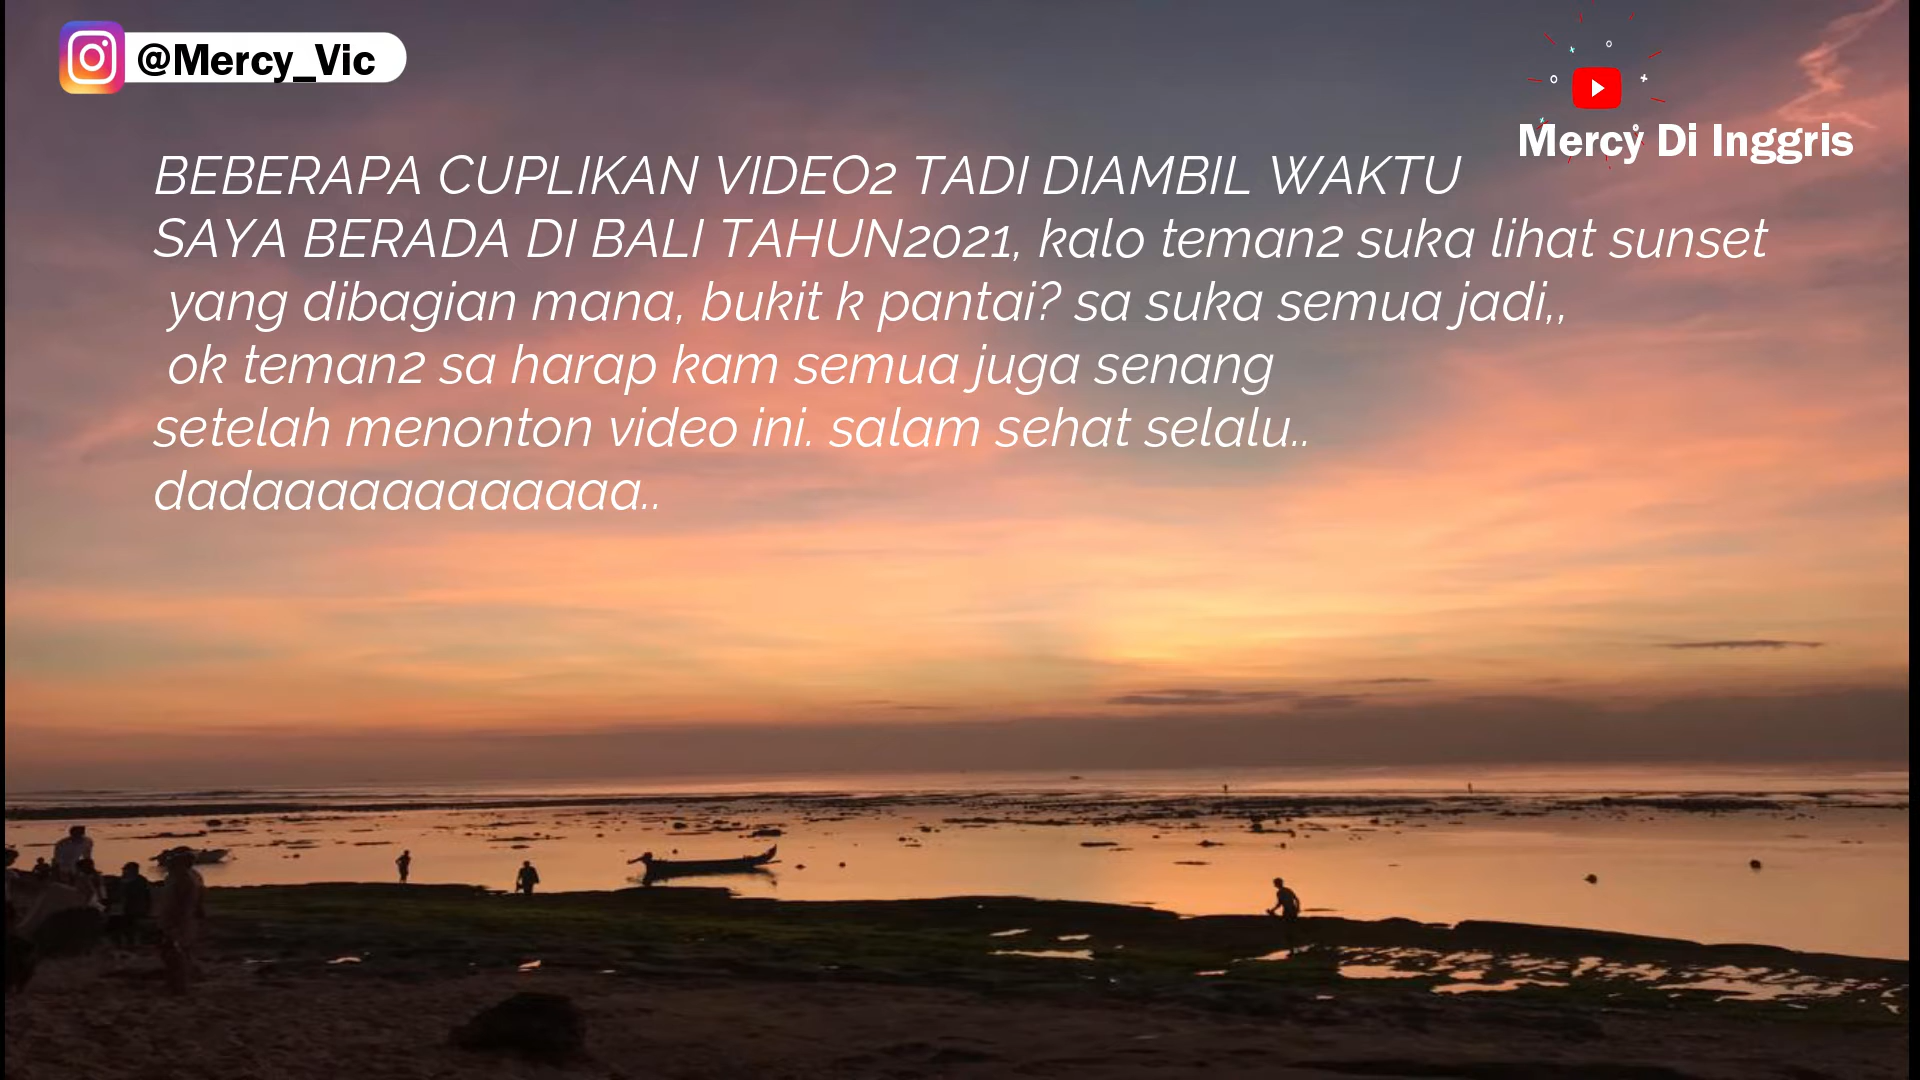 @Mercy_Vic
Mercy Di Inggris
BEBERAPA CUPLIKAN VIDEO2 TADI DIAMBIL WAKTU
SAYA BERADA DI BALI TAHUN2021, kalo teman2 suka lihat sunset
yang dibagian mana, bukit k pantai? sa suka semua jadi,,
ok teman2 sa harap kam semua juga senang
setelah menonton video ini. salam sehat selalu..
dadaaaaaaaaaaaaa..